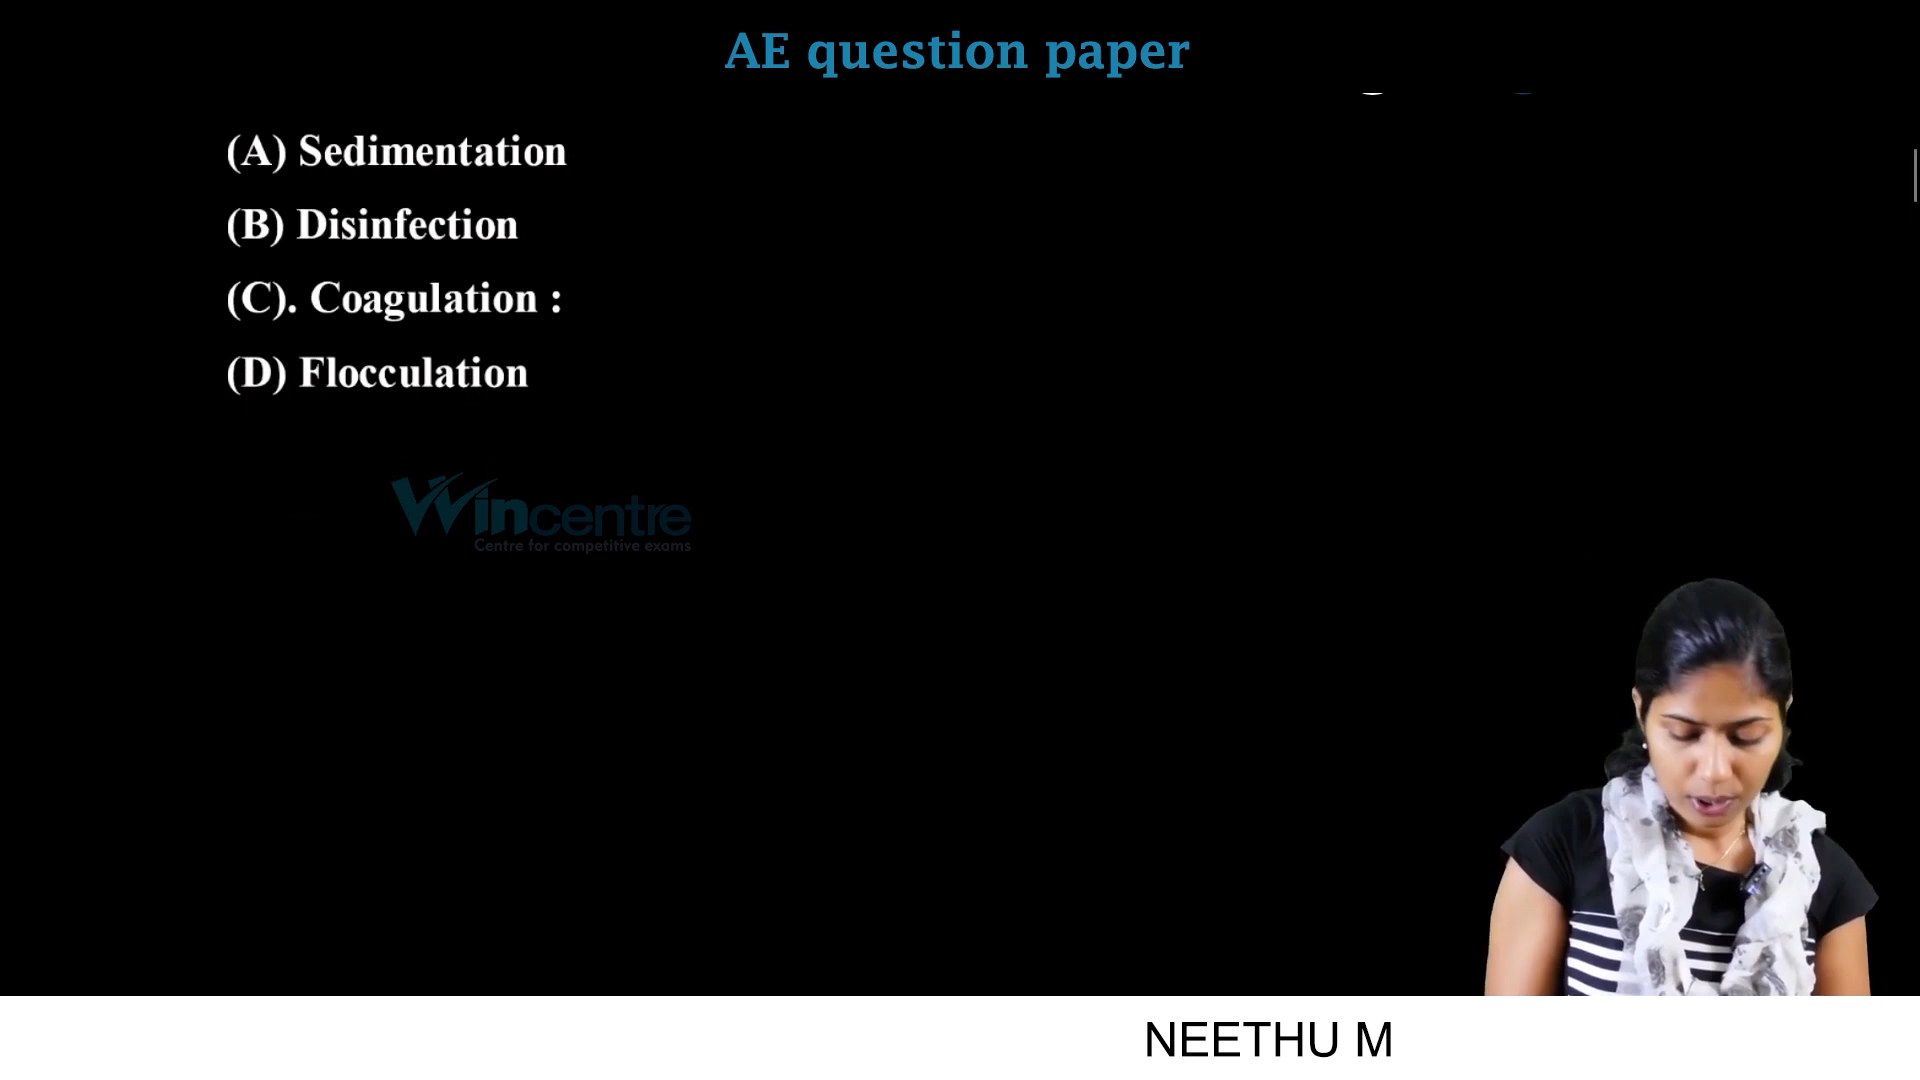 AE question paper
(A) Sedimentation
(B) Disinfection
(C). Coagulation :
(D) Flocculation
Wincentre
Centre for competitive exams
NEETHU M